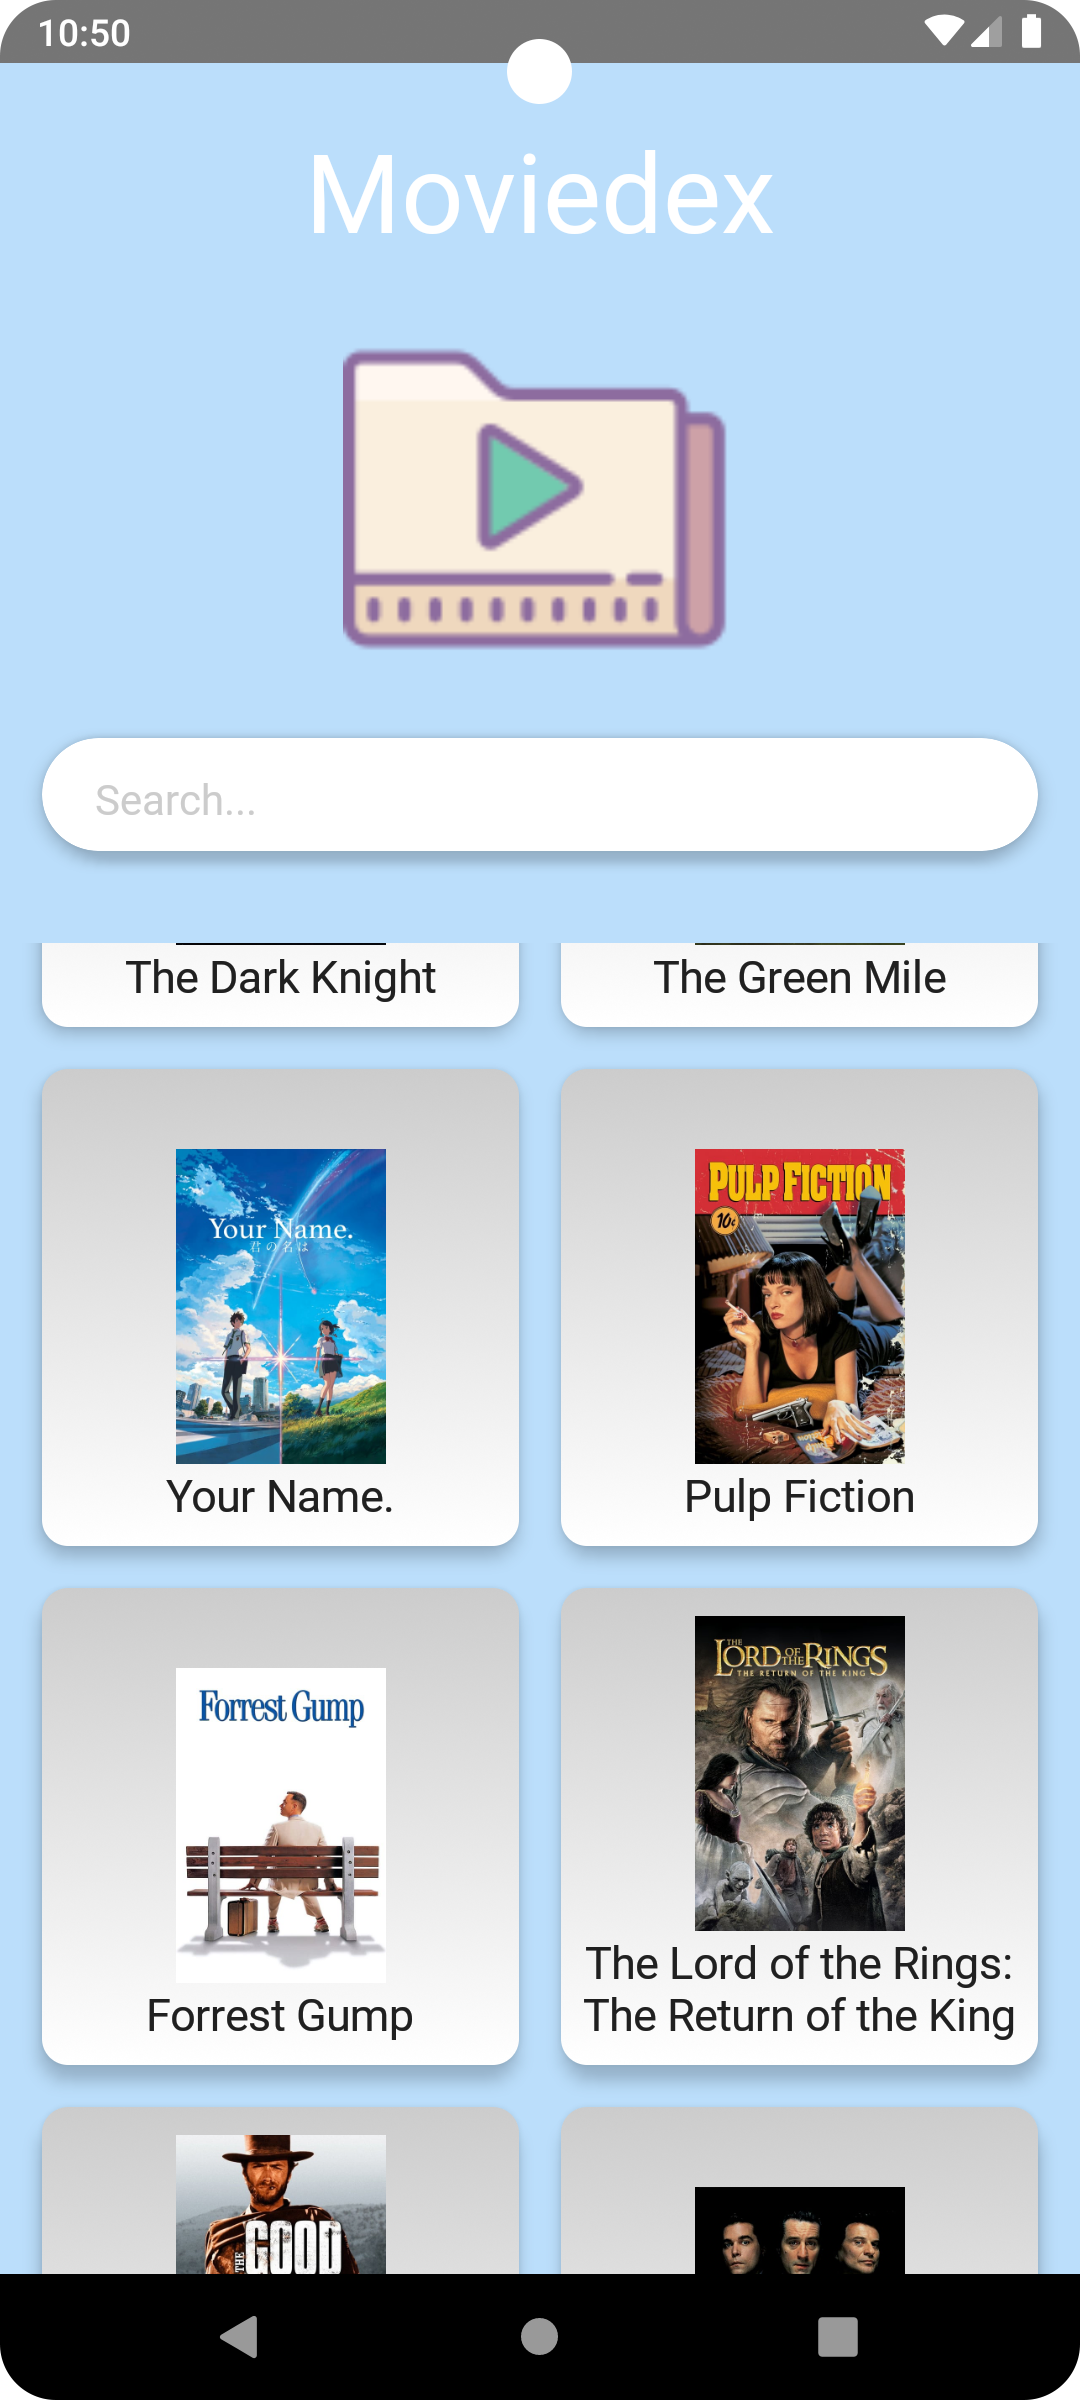 10:50
Moviedex
Search...
The Dark Knight
The Green Mile
Your Name.
君の名は
Your Name.
PULP FICTION
10¢
Pulp Fiction
Forrest Gump
Forrest Gump
THE LORD OF THE RINGS
THE RETURN OF THE KING
The Lord of the Rings:
The Return of the King
THE GOOD